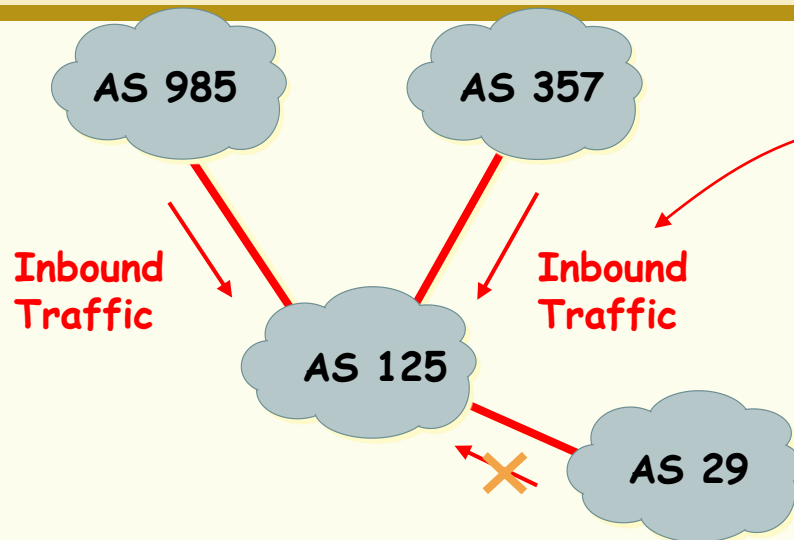 AS 985
AS 357
Inbound
Traffic
Inbound
Traffic
AS 125
AS 29